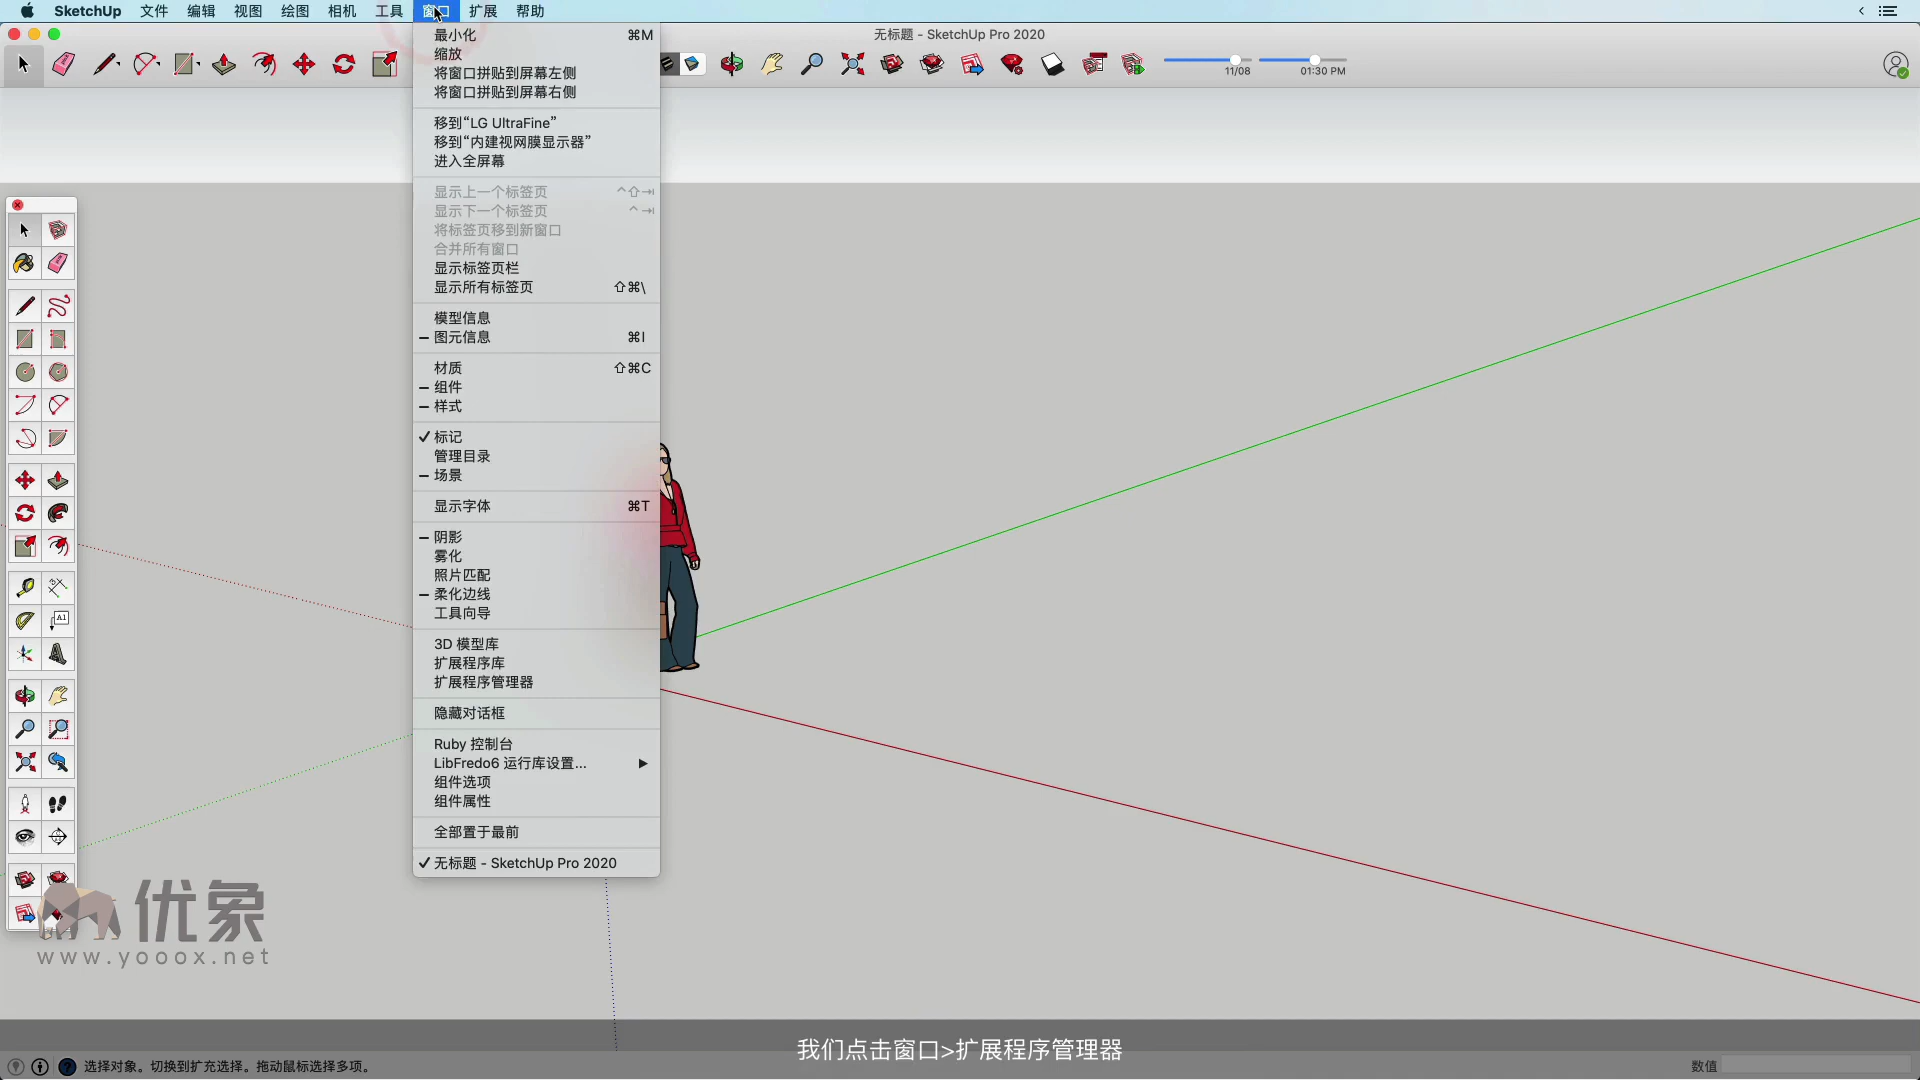 SketchUp 文件 编辑 视图 绘图 相机 工具 窗口 扩展 帮助
无标题 - SketchUp Pro 2020
11/08
01:30 PM
最小化 ⌘M
缩放
将窗口拼贴到屏幕左侧
将窗口拼贴到屏幕右侧
移到“LG UltraFine”
移到“内建视网膜显示器”
进入全屏幕
显示上一个标签页 ^⇧⇥
显示下一个标签页 ^⇥
将标签页移到新窗口
合并所有窗口
显示标签页栏
显示所有标签页 ⇧⌘\
模型信息
图元信息 ⌘I
材质 ⇧⌘C
组件
样式
标记
管理目录
场景
显示字体 ⌘T
阴影
雾化
照片匹配
柔化边线
工具向导
3D 模型库
扩展程序库
扩展程序管理器
隐藏对话框
Ruby 控制台
LibFredo6 运行库设置...
组件选项
组件属性
全部置于最前
无标题 - SketchUp Pro 2020
A1
优象
www.yooox.net
我们点击窗口>扩展程序管理器
选择对象。切换到扩充选择。拖动鼠标选择多项。
数值